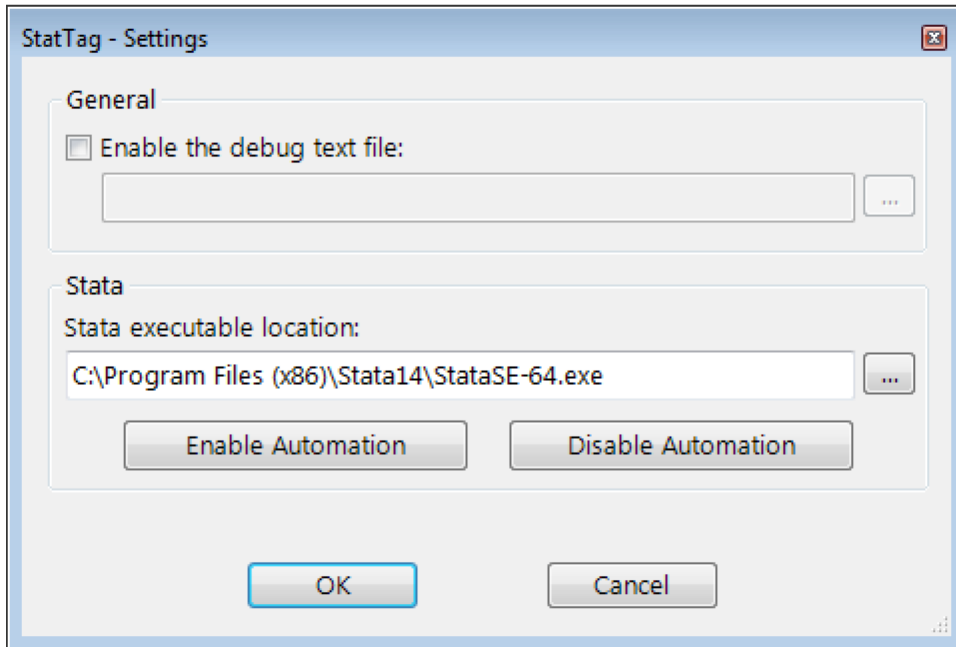 StatTag - Settings
General
Enable the debug text file:
...
Stata
Stata executable location:
C:\Program Files (x86)\Stata14\StataSE-64.exe
...
Enable Automation Disable Automation
OK Cancel